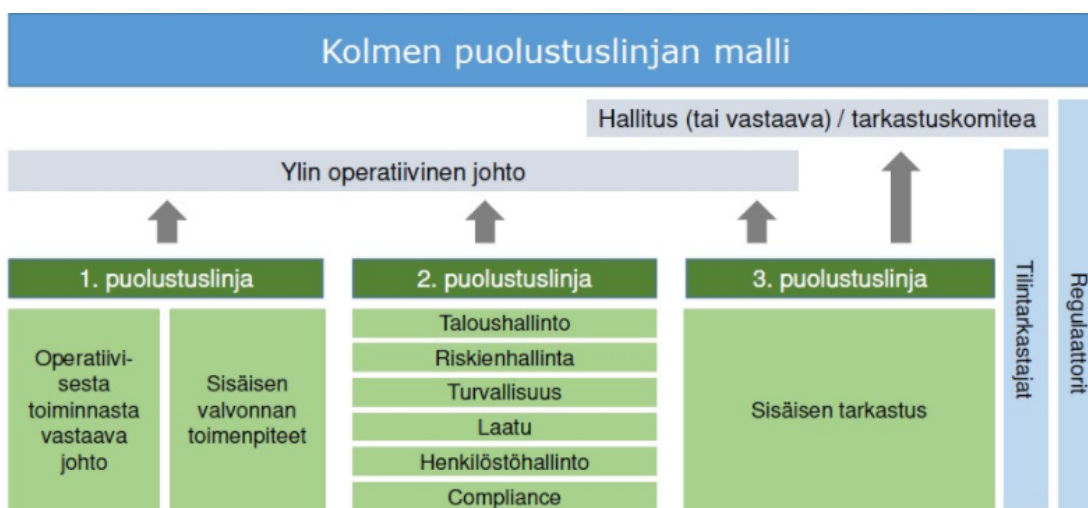 Kolmen puolustuslinjan malli
Hallitus (tai vastaava) / tarkastuskomitea
Ylin operatiivinen johto
1. puolustuslinja
2. puolustuslinja
3. puolustuslinja
Operatiivi-
sesta
toiminnasta
vastaava
johto
Sisäisen
valvonnan
toimenpiteet
Taloushallinto
Riskienhallinta
Turvallisuus
Laatu
Henkilöstöhallinto
Compliance
Sisäisen tarkastus
Tilintarkastajat
Regulaattorit